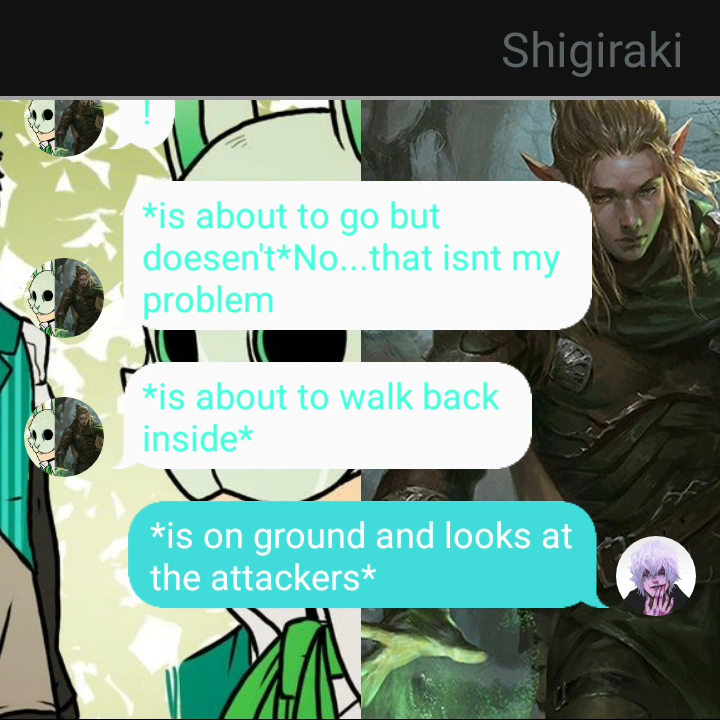 Shigiraki
!
*is about to go but
doesen't*No...that isnt my
problem
*is about to walk back
inside*
*is on ground and looks at
the attackers*